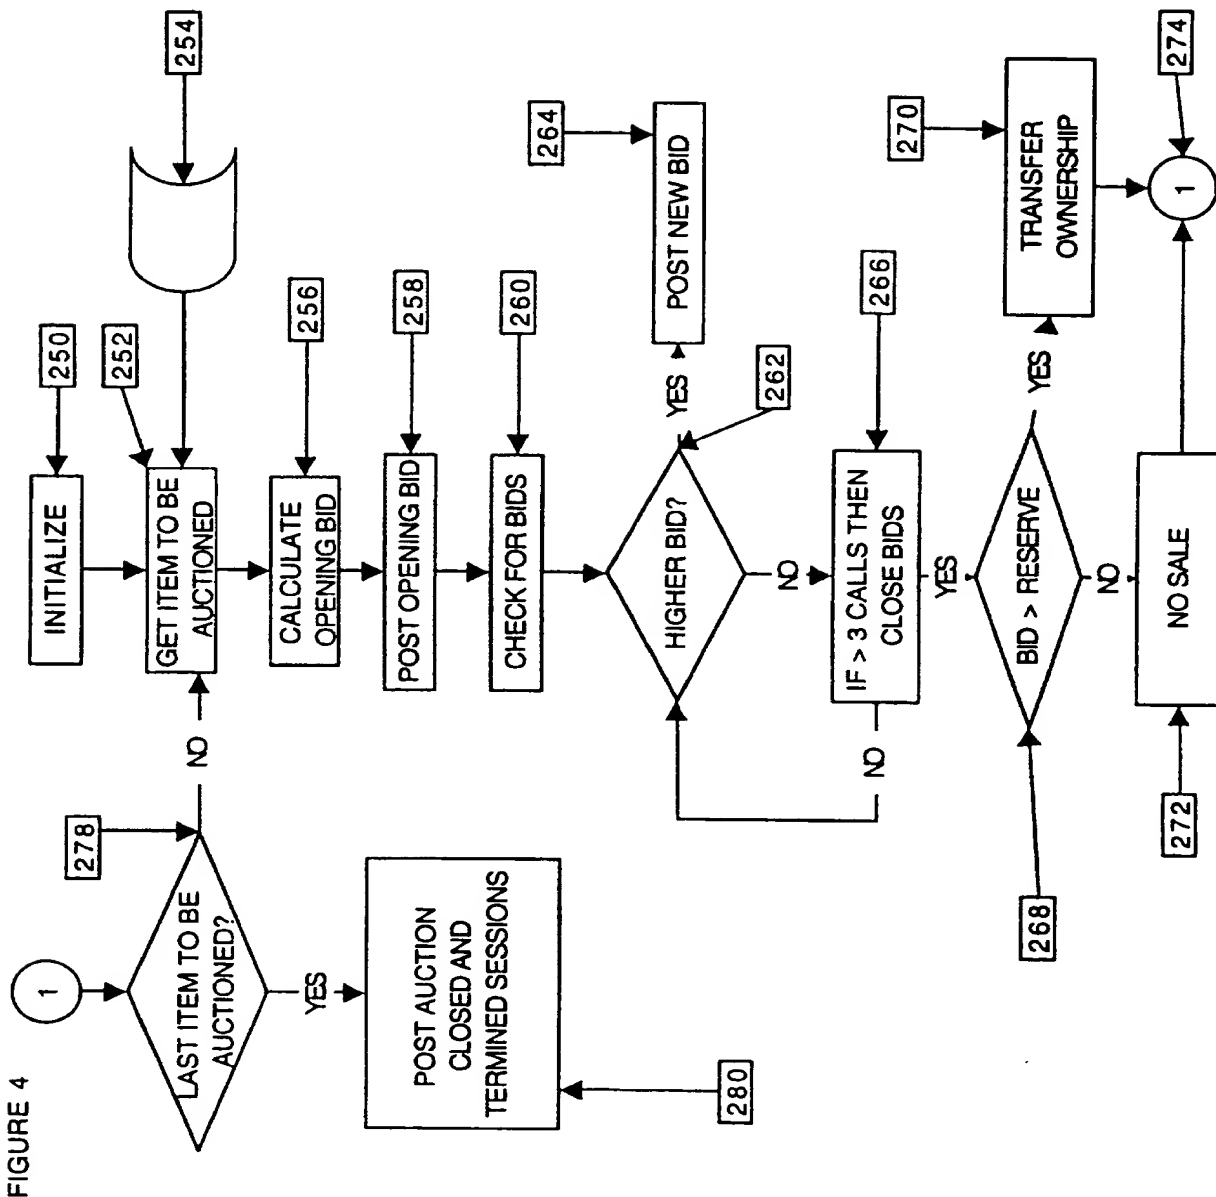 FIGURE 4
1
LAST ITEM TO BE
AUCTIONED?
278
NO
YES
POST AUCTION
CLOSED AND
TERMINED SESSIONS
280
INITIALIZE
250
GET ITEM TO BE
AUCTIONED
252
254
CALCULATE
OPENING BID
256
POST OPENING BID
258
CHECK FOR BIDS
260
HIGHER BID?
262
YES
POST NEW BID
264
NO
IF > 3 CALLS THEN
CLOSE BIDS
266
NO
YES
BID > RESERVE
268
YES
TRANSFER
OWNERSHIP
270
NO
NO SALE
272
1
274